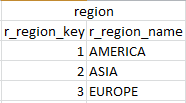 region
r_region_key r_region_name
1 AMERICA
2 ASIA
3 EUROPE